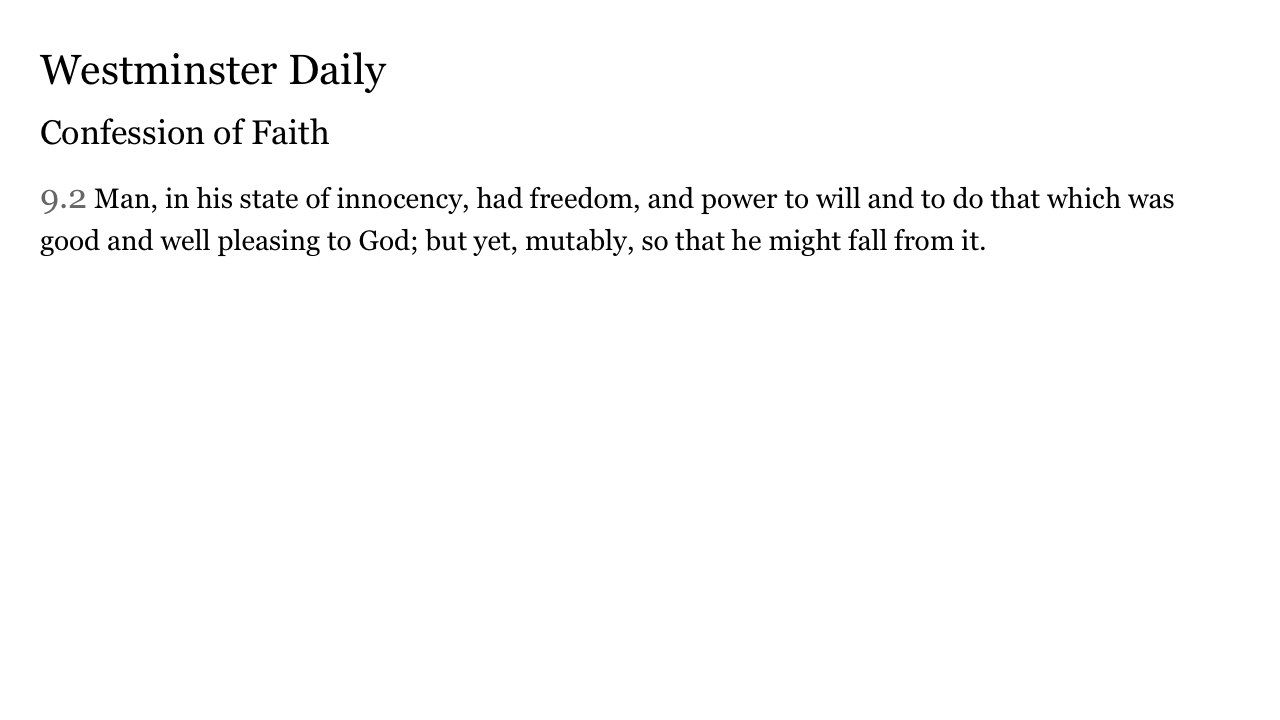 Westminster Daily
Confession of Faith
9.2 Man, in his state of innocency, had freedom, and power to will and to do that which was
good and well pleasing to God; but yet, mutably, so that he might fall from it.